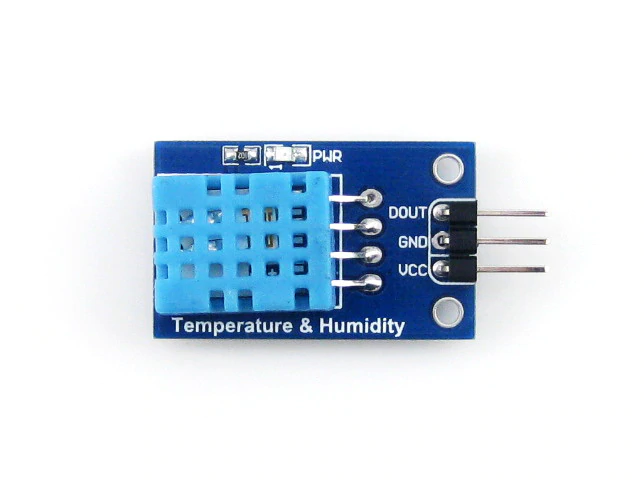 PWR
DOUT
GND
VCC
Temperature & Humidity